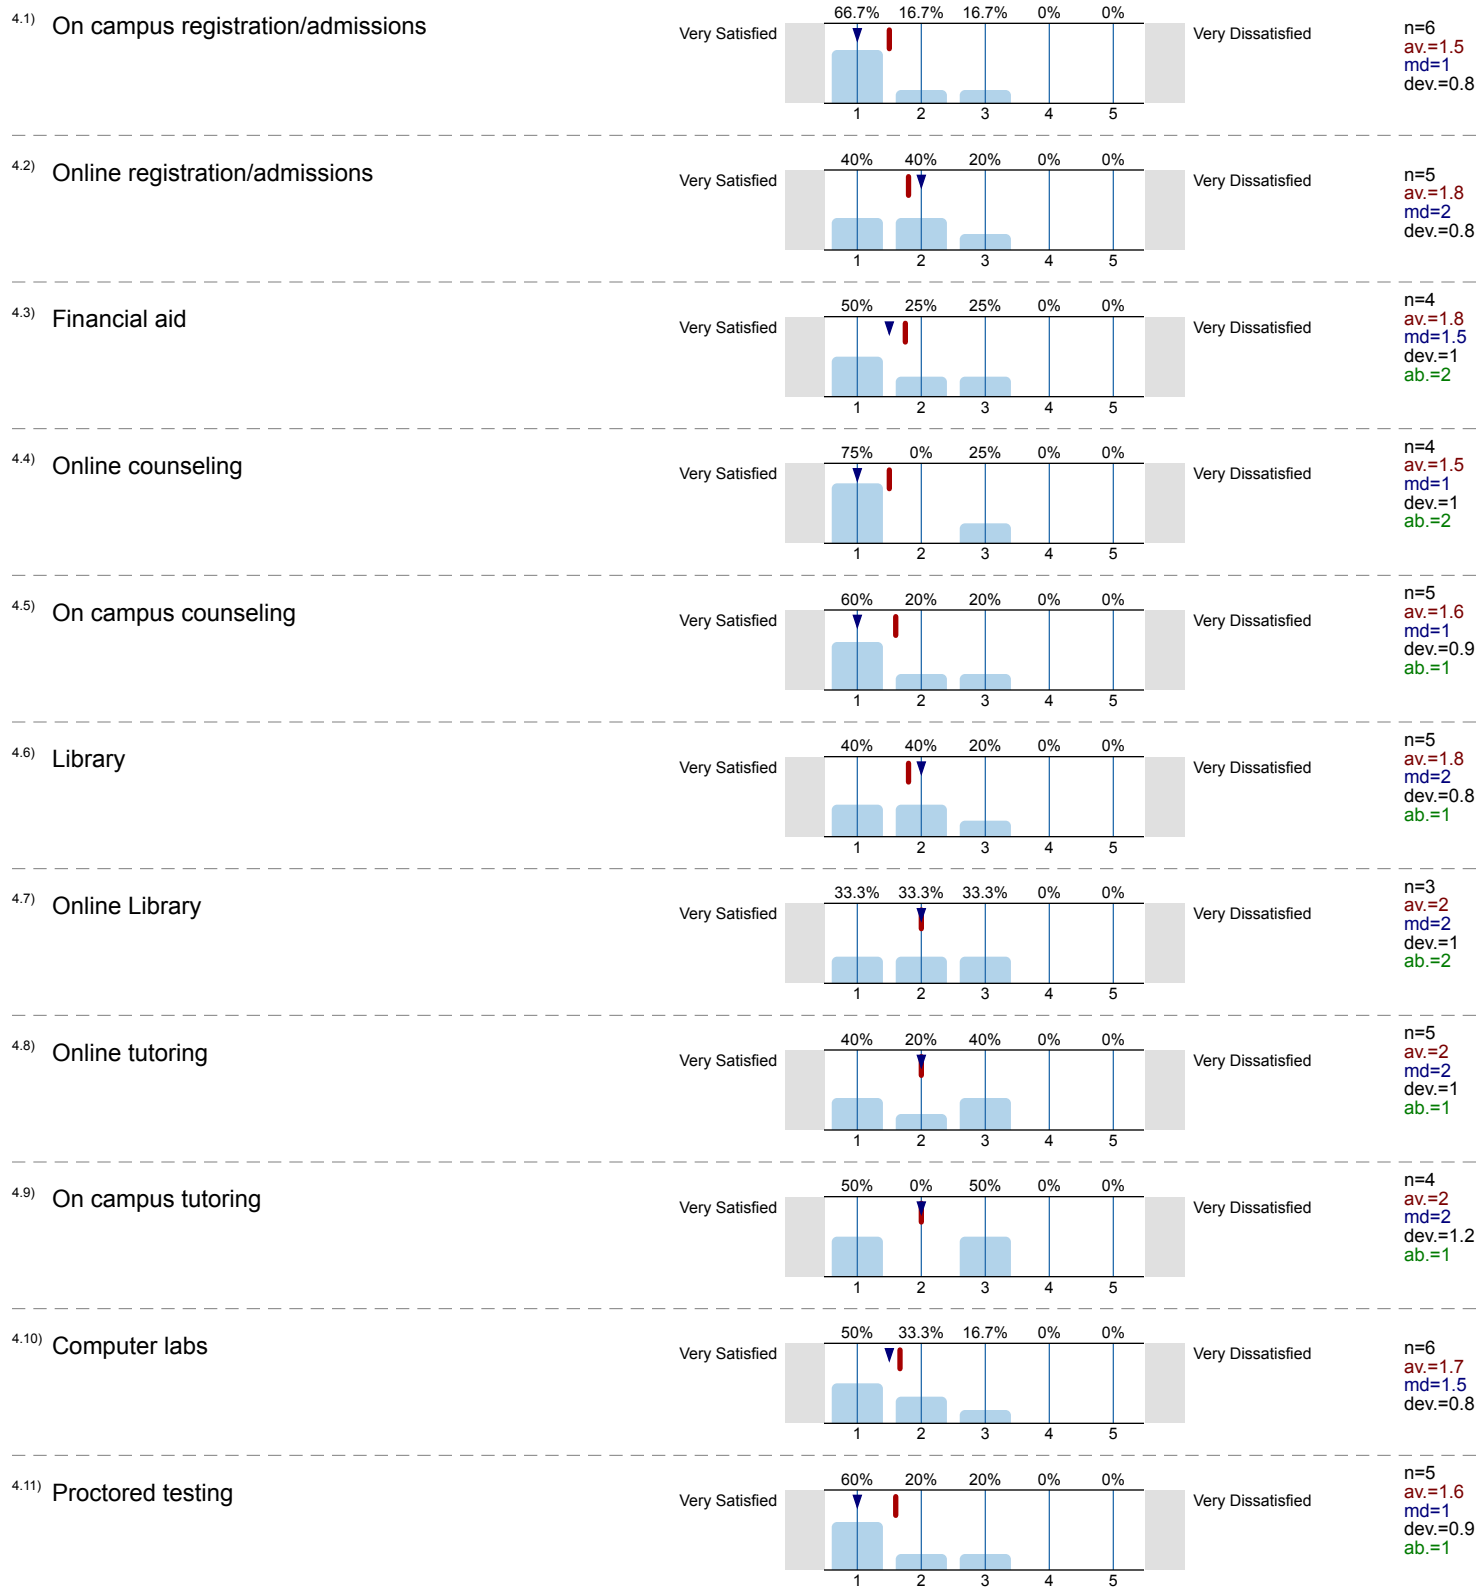 4.1) On campus registration/admissions
66.7% 16.7% 16.7% 0% 0%
Very Satisfied Very Dissatisfied
1 2 3 4 5
n=6
av.=1.5
md=1
dev.=0.8
4.2) Online registration/admissions
40% 40% 20% 0% 0%
Very Satisfied Very Dissatisfied
1 2 3 4 5
n=5
av.=1.8
md=2
dev.=0.8
4.3) Financial aid
50% 25% 25% 0% 0%
Very Satisfied Very Dissatisfied
1 2 3 4 5
n=4
av.=1.8
md=1.5
dev.=1
ab.=2
4.4) Online counseling
75% 0% 25% 0% 0%
Very Satisfied Very Dissatisfied
1 2 3 4 5
n=4
av.=1.5
md=1
dev.=1
ab.=2
4.5) On campus counseling
60% 20% 20% 0% 0%
Very Satisfied Very Dissatisfied
1 2 3 4 5
n=5
av.=1.6
md=1
dev.=0.9
ab.=1
4.6) Library
40% 40% 20% 0% 0%
Very Satisfied Very Dissatisfied
1 2 3 4 5
n=5
av.=1.8
md=2
dev.=0.8
ab.=1
4.7) Online Library
33.3% 33.3% 33.3% 0% 0%
Very Satisfied Very Dissatisfied
1 2 3 4 5
n=3
av.=2
md=2
dev.=1
ab.=2
4.8) Online tutoring
40% 20% 40% 0% 0%
Very Satisfied Very Dissatisfied
1 2 3 4 5
n=5
av.=2
md=2
dev.=1
ab.=1
4.9) On campus tutoring
50% 0% 50% 0% 0%
Very Satisfied Very Dissatisfied
1 2 3 4 5
n=4
av.=2
md=2
dev.=1.2
ab.=1
4.10) Computer labs
50% 33.3% 16.7% 0% 0%
Very Satisfied Very Dissatisfied
1 2 3 4 5
n=6
av.=1.7
md=1.5
dev.=0.8
4.11) Proctored testing
60% 20% 20% 0% 0%
Very Satisfied Very Dissatisfied
1 2 3 4 5
n=5
av.=1.6
md=1
dev.=0.9
ab.=1